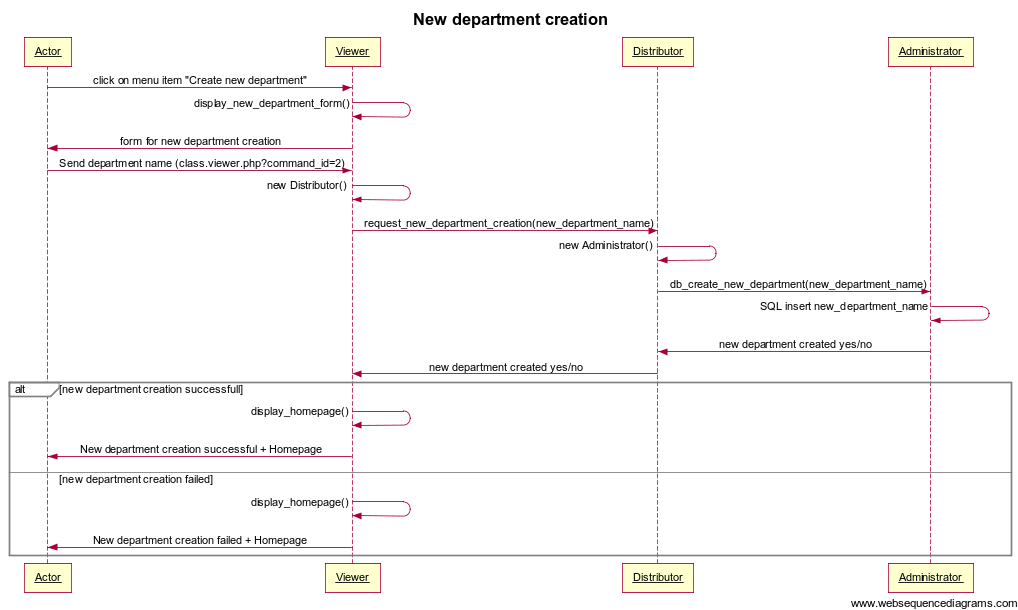 New department creation
Actor
Viewer
Distributor
Administrator
click on menu item "Create new department"
display_new_department_form()
form for new department creation
Send department name (class.viewer.php?command_id=2)
new Distributor()
request_new_department_creation(new_department_name)
new Administrator()
db_create_new_department(new_department_name)
SQL insert new_department_name
new department created yes/no
new department created yes/no
alt
[new department creation successfull]
display_homepage()
New department creation successful + Homepage
[new department creation failed]
display_homepage()
New department creation failed + Homepage
Actor
Viewer
Distributor
Administrator
www.websequencediagrams.com